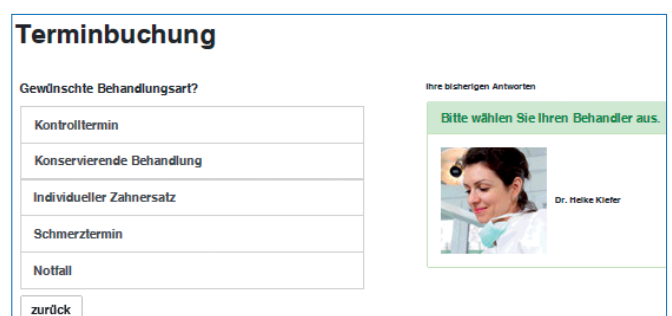 Terminbuchung
Gewünschte Behandlungsart?
Kontrolltermin
Konservierende Behandlung
Individueller Zahnersatz
Schmerztermin
Notfall
zurück
Ihre bisherigen Antworten
Bitte wählen Sie Ihren Behandler aus.
Dr. Heike Kiefer